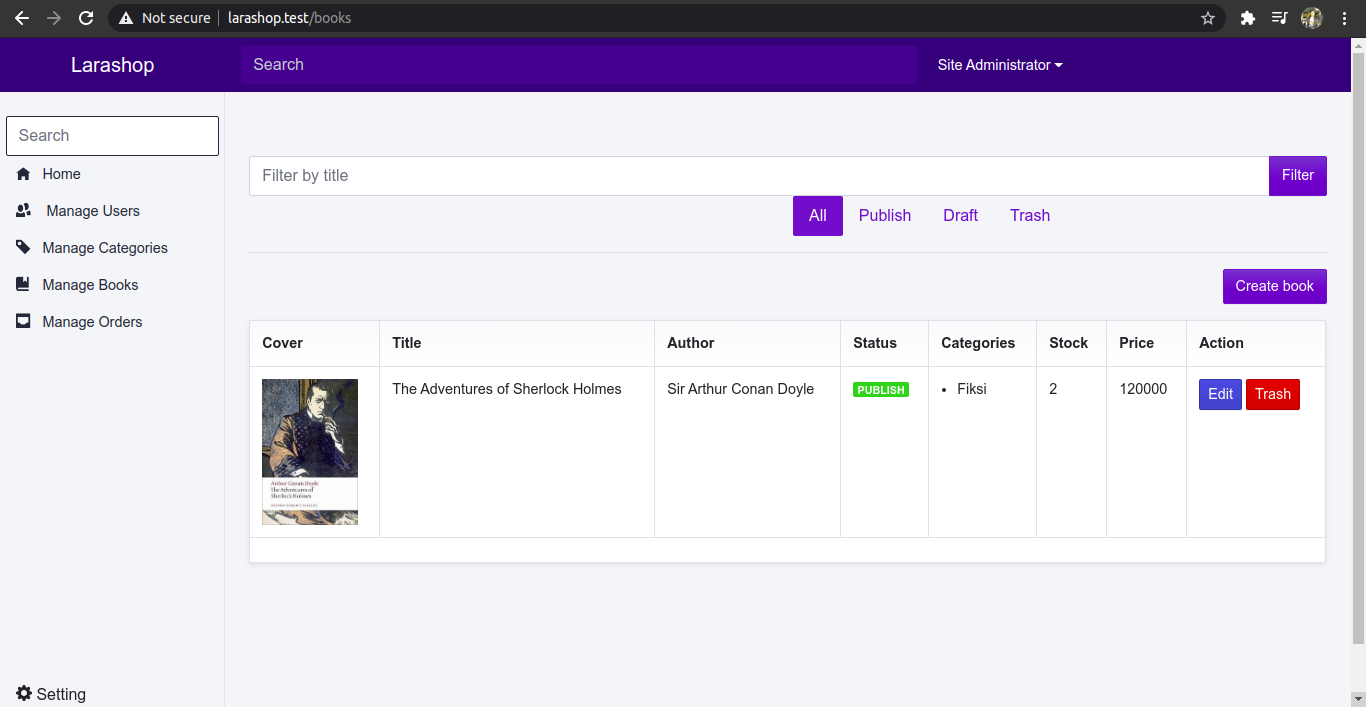 Not secure
larashop.test/books
Larashop
Search
Site Administrator
Search
Home
Manage Users
Manage Categories
Manage Books
Manage Orders
Setting
Filter by title
Filter
All Publish Draft Trash
Create book
Cover Title Author Status Categories Stock Price Action
The Adventures of Sherlock Holmes Sir Arthur Conan Doyle PUBLISH • Fiksi 2 120000 Edit Trash
Arthur Conan Doyle
The Adventures of
Sherlock Holmes